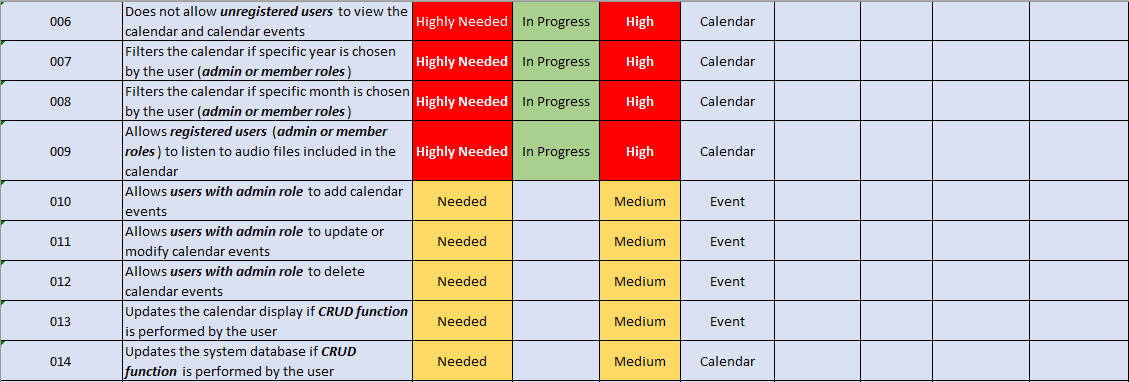 006 Does not allow unregistered users to view the Highly Needed In Progress High Calendar
calendar and calendar events
007 Filters the calendar if specific year is chosen Highly Needed In Progress High Calendar
by the user (admin or member roles)
008 Filters the calendar if specific month is chosen Highly Needed In Progress High Calendar
by the user (admin or member roles)
Allows registered users (admin or member
009 roles) to listen to audio files included in the Highly Needed In Progress High Calendar
calendar
010 Allows users with admin role to add calendar Needed Medium Event
events
011 Allows users with admin role to update or Needed Medium Event
modify calendar events
012 Allows users with admin role to delete Needed Medium Event
calendar events
013 Updates the calendar display if CRUD function Needed Medium Event
is performed by the user
014 Updates the system database if CRUD Needed Medium Calendar
function is performed by the user